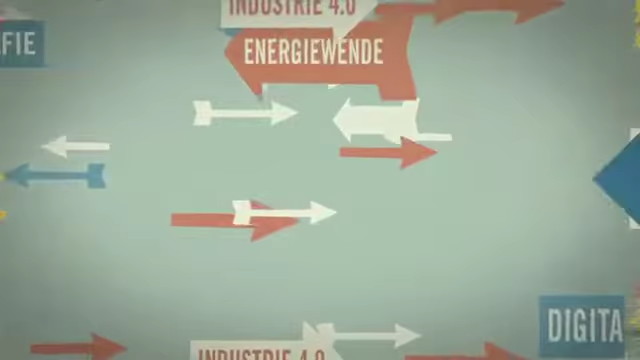 INDUSTRIE 4.0
FIE
ENERGIEWENDE
DIGITA
INDUSTRIE 4.0